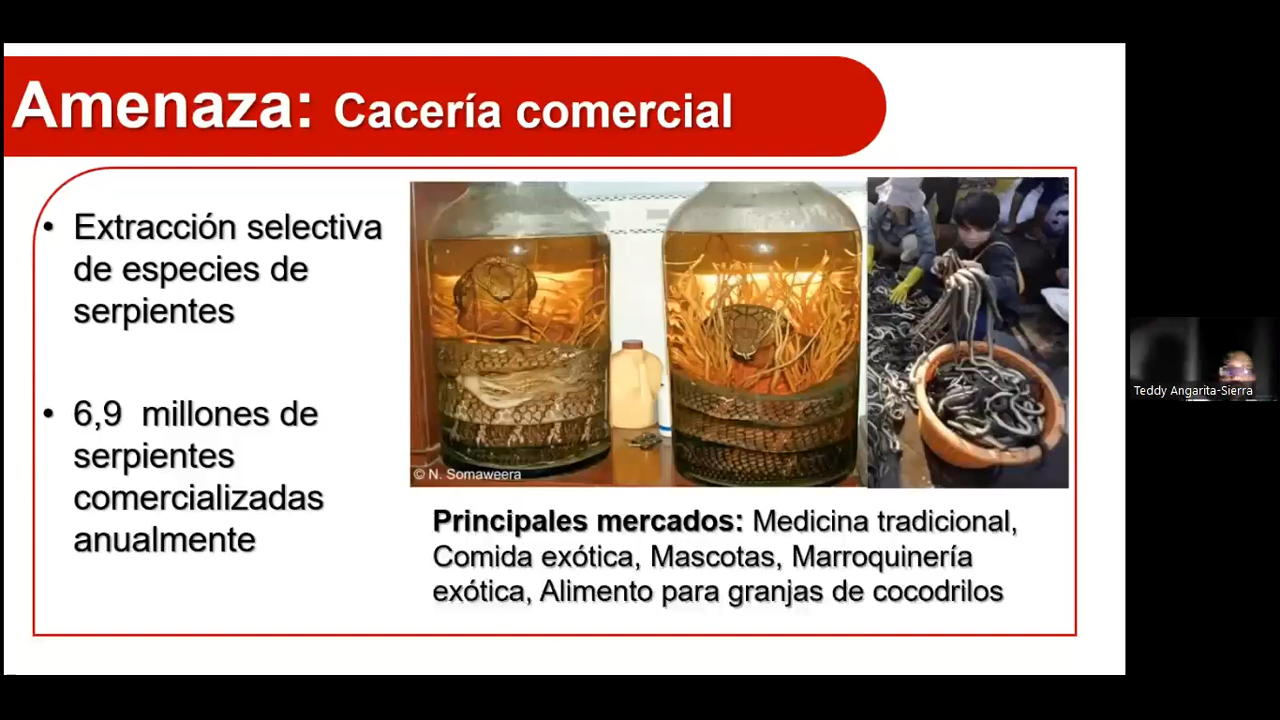 Amenaza: Cacería comercial
• Extracción selectiva
de especies de
serpientes
• 6,9 millones de
serpientes
comercializadas
anualmente
© N. Somaweera
Principales mercados: Medicina tradicional,
Comida exótica, Mascotas, Marroquinería
exótica, Alimento para granjas de cocodrilos
Teddy Angarita-Sierra